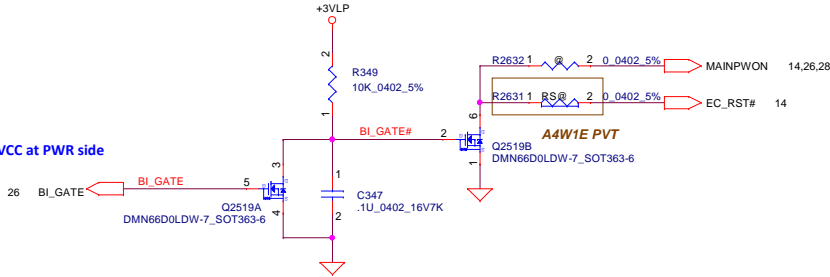 +3VLP
R2632 1 @ 2 0_0402_5% MAINPWON 14,26,28
R349
10K_0402_5%
2
1
R2631 1 RS@ 2 0_0402_5% EC_RST# 14
A4W1E PVT
BI_GATE# 2
6
1
Q2519B
DMN66D0LDW-7_SOT363-6
VCC at PWR side
26 BI_GATE BI_GATE 5
3
4
Q2519A
DMN66D0LDW-7_SOT363-6
1
C347
.1U_0402_16V7K
2